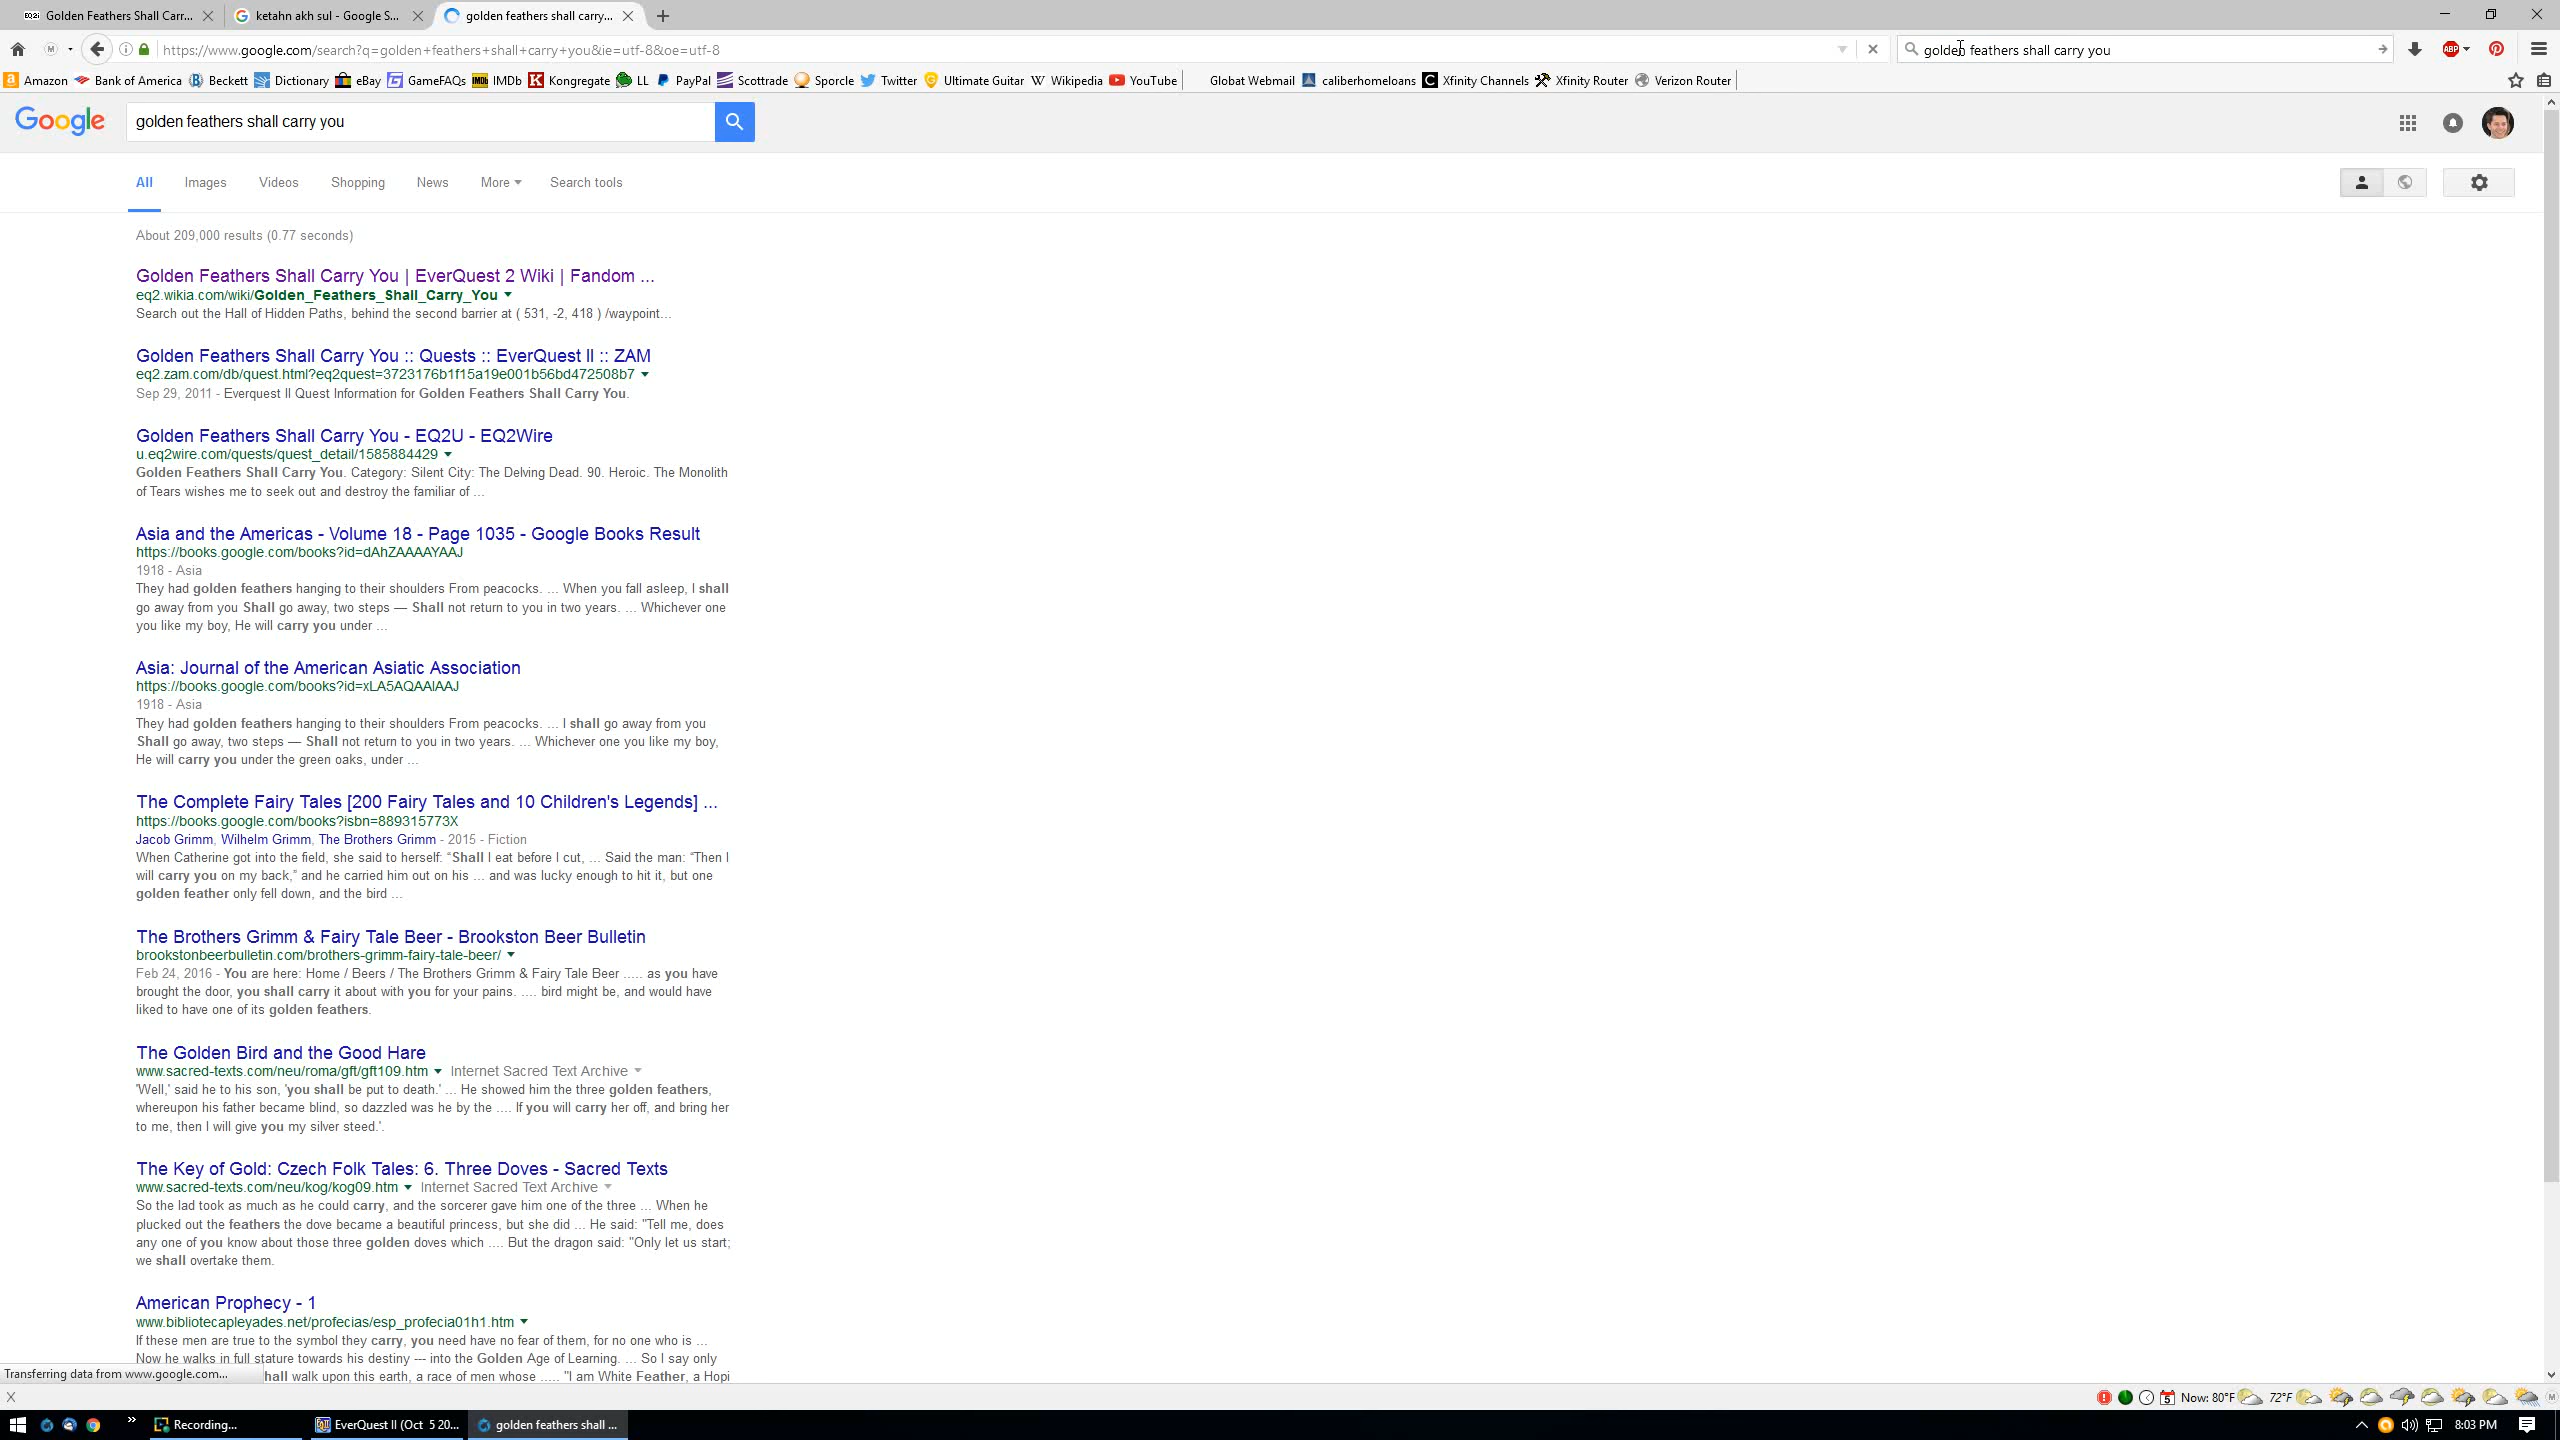 Golden Feathers Shall Carr...
ketahn akh sul - Google S...
golden feathers shall carry...
https://www.google.com/search?q=golden+feathers+shall+carry+you&ie=utf-8&oe=utf-8
golden feathers shall carry you
ABP
Amazon Bank of America Beckett Dictionary eBay GameFAQs IMDb Kongregate LL PayPal Scottrade Sporcle Twitter Ultimate Guitar Wikipedia YouTube Globat Webmail caliberhomeloans Xfinity Channels Xfinity Router Verizon Router
Google
golden feathers shall carry you
All Images Videos Shopping News More Search tools
About 209,000 results (0.77 seconds)
Golden Feathers Shall Carry You | EverQuest 2 Wiki | Fandom ...
eq2.wikia.com/wiki/Golden_Feathers_Shall_Carry_You
Search out the Hall of Hidden Paths, behind the second barrier at ( 531, -2, 418 ) /waypoint...
Golden Feathers Shall Carry You :: Quests :: EverQuest II :: ZAM
eq2.zam.com/db/quest.html?eq2quest=3723176b1f15a19e001b56bd472508b7
Sep 29, 2011 - Everquest II Quest Information for Golden Feathers Shall Carry You.
Golden Feathers Shall Carry You - EQ2U - EQ2Wire
u.eq2wire.com/quests/quest_detail/1585884429
Golden Feathers Shall Carry You. Category: Silent City: The Delving Dead. 90. Heroic. The Monolith
of Tears wishes me to seek out and destroy the familiar of ...
Asia and the Americas - Volume 18 - Page 1035 - Google Books Result
https://books.google.com/books?id=dAhZAAAAYAAJ
1918 - Asia
They had golden feathers hanging to their shoulders From peacocks. ... When you fall asleep, I shall
go away from you Shall go away, two steps — Shall not return to you in two years. ... Whichever one
you like my boy, He will carry you under ...
Asia: Journal of the American Asiatic Association
https://books.google.com/books?id=xLA5AQAAIAAJ
1918 - Asia
They had golden feathers hanging to their shoulders From peacocks. ... I shall go away from you
Shall go away, two steps — Shall not return to you in two years. ... Whichever one you like my boy,
He will carry you under the green oaks, under ...
The Complete Fairy Tales [200 Fairy Tales and 10 Children's Legends] ...
https://books.google.com/books?isbn=889315773X
Jacob Grimm, Wilhelm Grimm, The Brothers Grimm - 2015 - Fiction
When Catherine got into the field, she said to herself: “Shall I eat before I cut, ... Said the man: “Then I
will carry you on my back,” and he carried him out on his ... and was lucky enough to hit it, but one
golden feather only fell down, and the bird ...
The Brothers Grimm & Fairy Tale Beer - Brookston Beer Bulletin
brookstonbeerbulletin.com/brothers-grimm-fairy-tale-beer/
Feb 24, 2016 - You are here: Home / Beers / The Brothers Grimm & Fairy Tale Beer ..... as you have
brought the door, you shall carry it about with you for your pains. .... bird might be, and would have
liked to have one of its golden feathers.
The Golden Bird and the Good Hare
www.sacred-texts.com/neu/roma/gft/gft109.htm Internet Sacred Text Archive
'Well,' said he to his son, 'you shall be put to death.' ... He showed him the three golden feathers,
whereupon his father became blind, so dazzled was he by the .... If you will carry her off, and bring her
to me, then I will give you my silver steed.'.
The Key of Gold: Czech Folk Tales: 6. Three Doves - Sacred Texts
www.sacred-texts.com/neu/kog/kog09.htm Internet Sacred Text Archive
So the lad took as much as he could carry, and the sorcerer gave him one of the three ... When he
plucked out the feathers the dove became a beautiful princess, but she did ... He said: "Tell me, does
any one of you know about those three golden doves which .... But the dragon said: "Only let us start;
we shall overtake them.
American Prophecy - 1
www.bibliotecapleyades.net/profecias/esp_profecia01h1.htm
If these men are true to the symbol they carry, you need have no fear of them, for no one who is ...
Now he walks in full stature towards his destiny --- into the Golden Age of Learning. ... So I say only
hall walk upon this earth, a race of men whose ..... "I am White Feather, a Hopi
Transferring data from www.google.com...
X
5 Now: 80°F 72°F
Recording...
EverQuest II (Oct 5 20...
golden feathers shall ...
8:03 PM